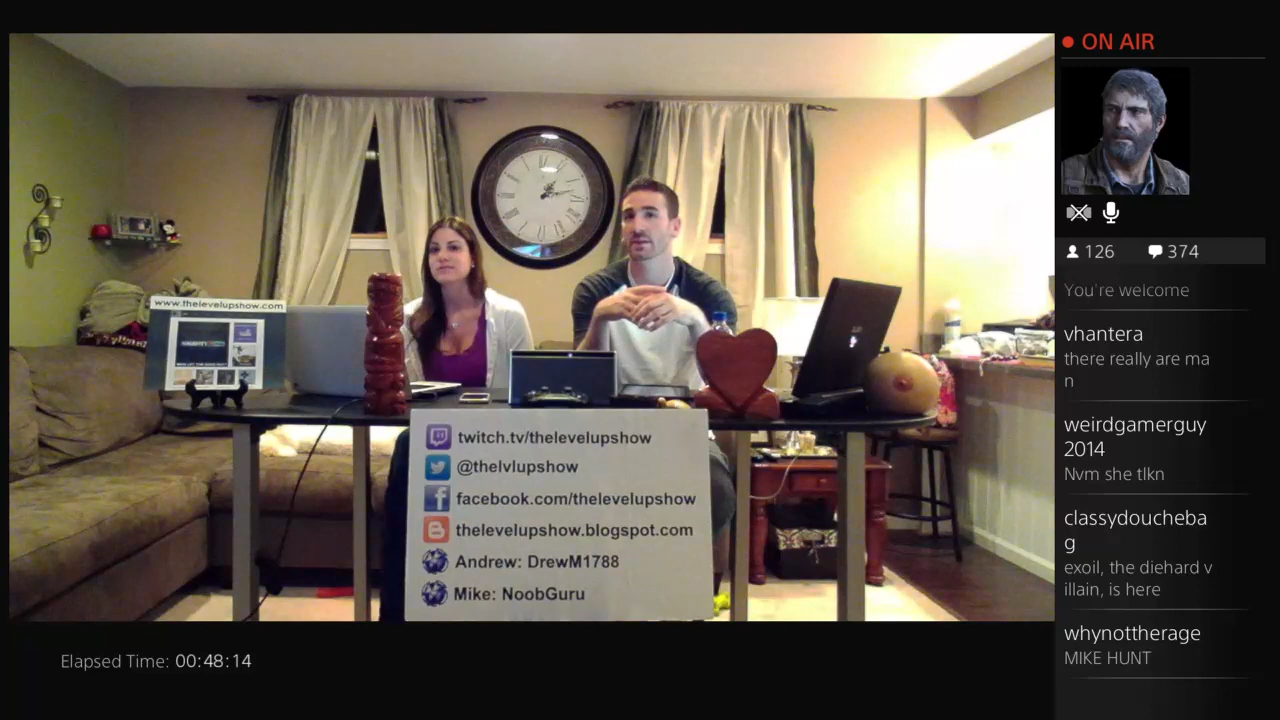 ON AIR
126 374
You're welcome
vhantera
there really are ma
n
weirdgamerguy
2014
Nvm she tlkn
classydoucheba
g
exoil, the diehard v
illain, is here
whynottherage
MIKE HUNT
www.thelevelupshow.com
twitch.tv/thelevelupshow
@thelvlupshow
facebook.com/thelevelupshow
thelevelupshow.blogspot.com
Andrew: DrewM1788
Mike: NoobGuru
Elapsed Time: 00:48:14